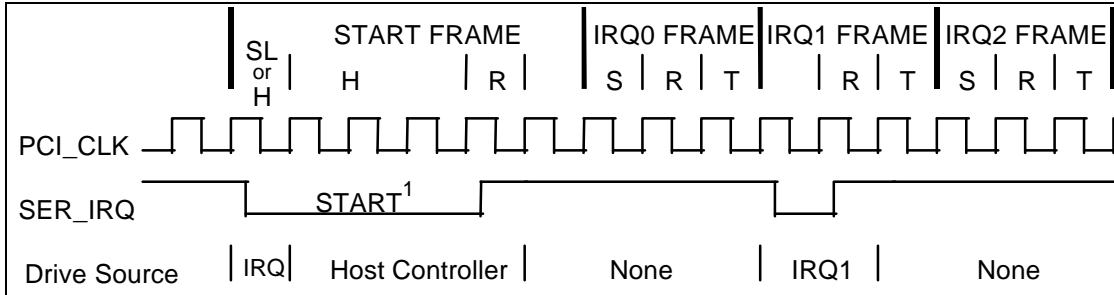 START FRAME IRQ0 FRAME IRQ1 FRAME IRQ2 FRAME
SL
or
H
H R S R T R T S R T
PCI_CLK
SER_IRQ START1
Drive Source IRQ Host Controller None IRQ1 None